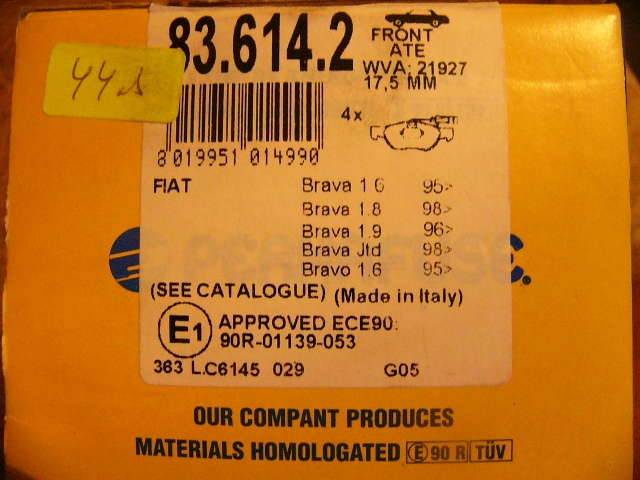 83.614.2
FRONT
ATE
WVA: 21927
17,5 MM
44.5
4x
8 019951 014990
FIAT
Brava 1 6 95>
Brava 1.8 98>
Brava 1.9 96>
Brava Jtd 98>
Bravo 1.6 95>
(SEE CATALOGUE) (Made in Italy)
E1
APPROVED ECE90:
90R-01139-053
363 L.C6145 029 G05
OUR COMPANT PRODUCES
MATERIALS HOMOLOGATED E 90 R TÜV